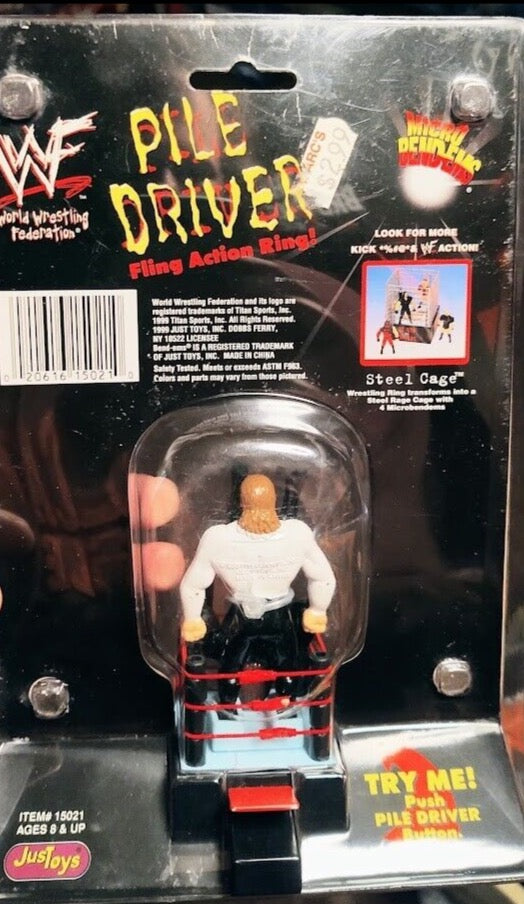 PILE
DRIVER
Fling Action Ring!
ARC'S
$2.99
WF
World Wrestling
Federation®
MICRO
BENDEMS
LOOK FOR MORE
KICK *%#@*& WF ACTION!
Steel Cage™
Wrestling Ring transforms into a
Steel Rage Cage with
4 Microbendems
0 20616 15021 0
World Wrestling Federation and its logo are
registered trademarks of Titan Sports, Inc.
1999 Titan Sports, Inc. All Rights Reserved.
1999 JUST TOYS, INC. DOBBS FERRY,
NY 10522 LICENSEE
Bend-ems® IS A REGISTERED TRADEMARK
OF JUST TOYS, INC. MADE IN CHINA
Safety Tested. Meets or exceeds ASTM F963.
Colors and parts may vary from those pictured.
TRY ME!
Push
PILE DRIVER
Button.
ITEM# 15021
AGES 8 & UP
JusToys